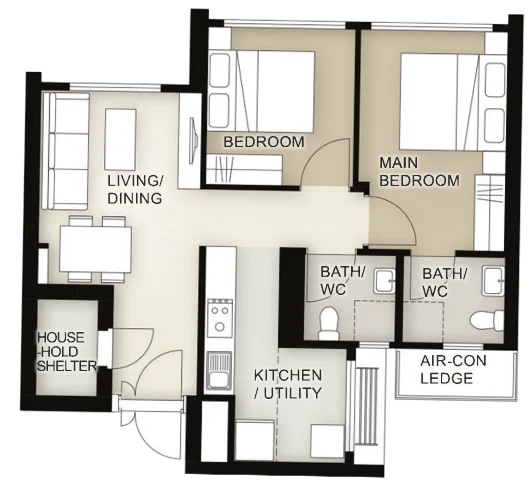 BEDROOM
MAIN
BEDROOM
LIVING/
DINING
BATH/
WC
BATH/
WC
HOUSE
-HOLD
SHELTER
KITCHEN
/ UTILITY
AIR-CON
LEDGE